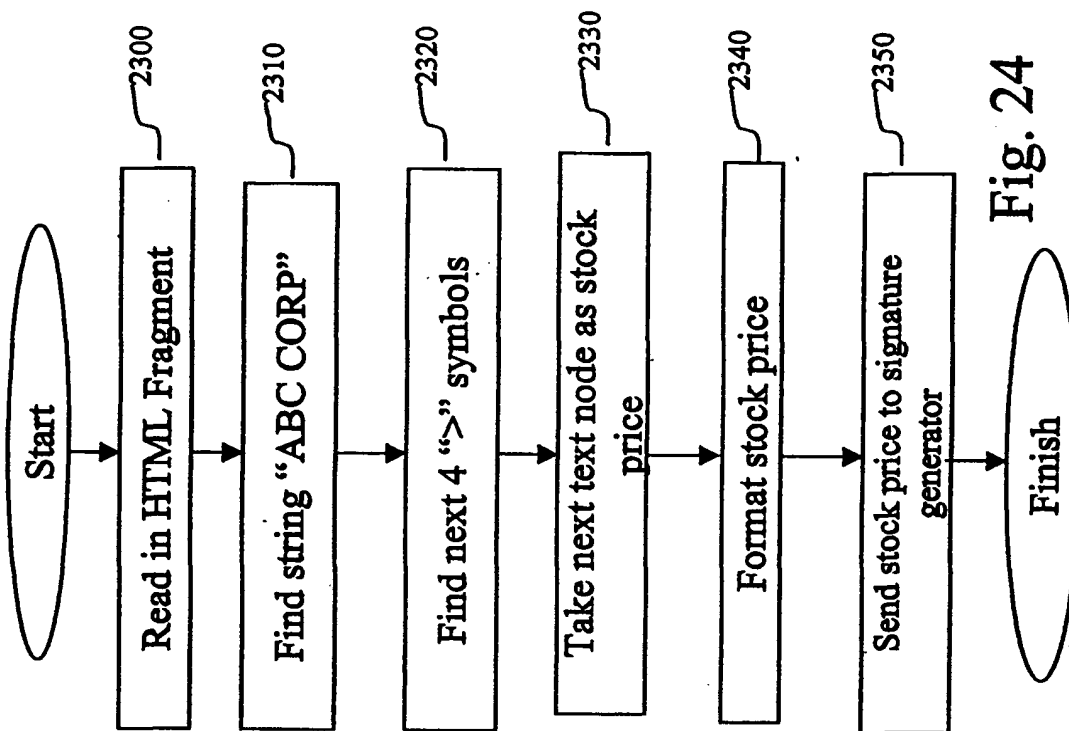 Start
Read in HTML Fragment
2300
Find string “ABC CORP”
2310
Find next 4 “>” symbols
2320
Take next text node as stock
price
2330
Format stock price
2340
Send stock price to signature
generator
2350
Finish
Fig. 24